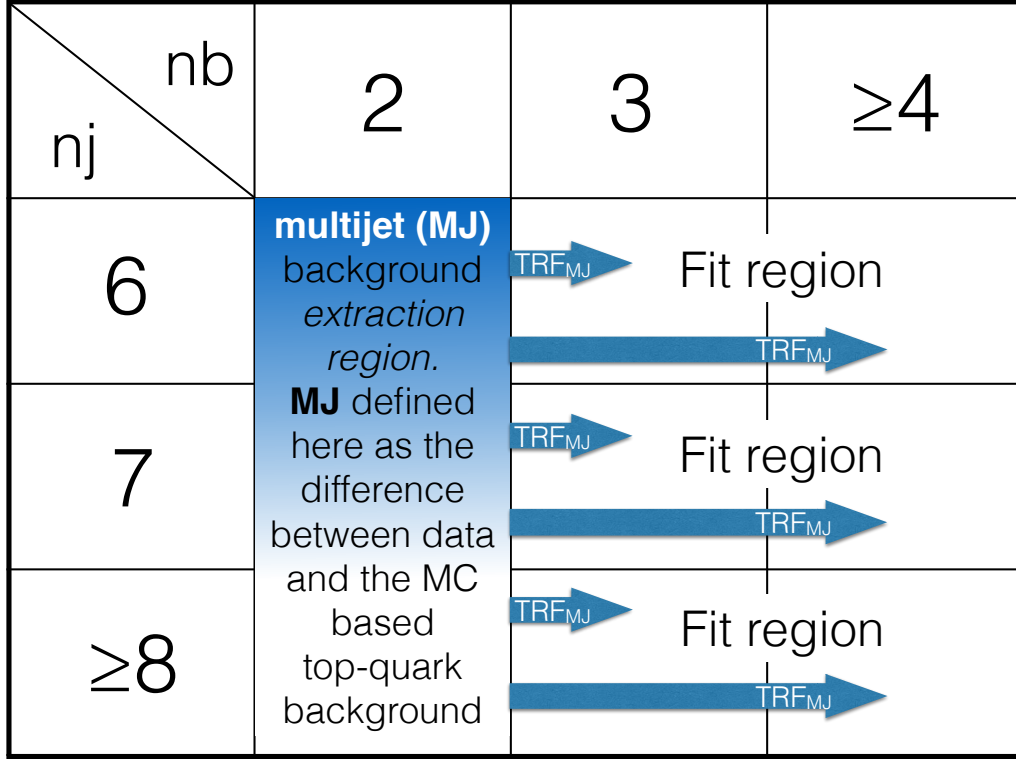 nb
nj
2
3
≥4
6
multijet (MJ)
background
extraction
region.
MJ defined
here as the
difference
between data
and the MC
based
top-quark
background
TRFMJ
Fit region
TRFMJ
7
TRFMJ
Fit region
TRFMJ
≥8
TRFMJ
Fit region
TRFMJ